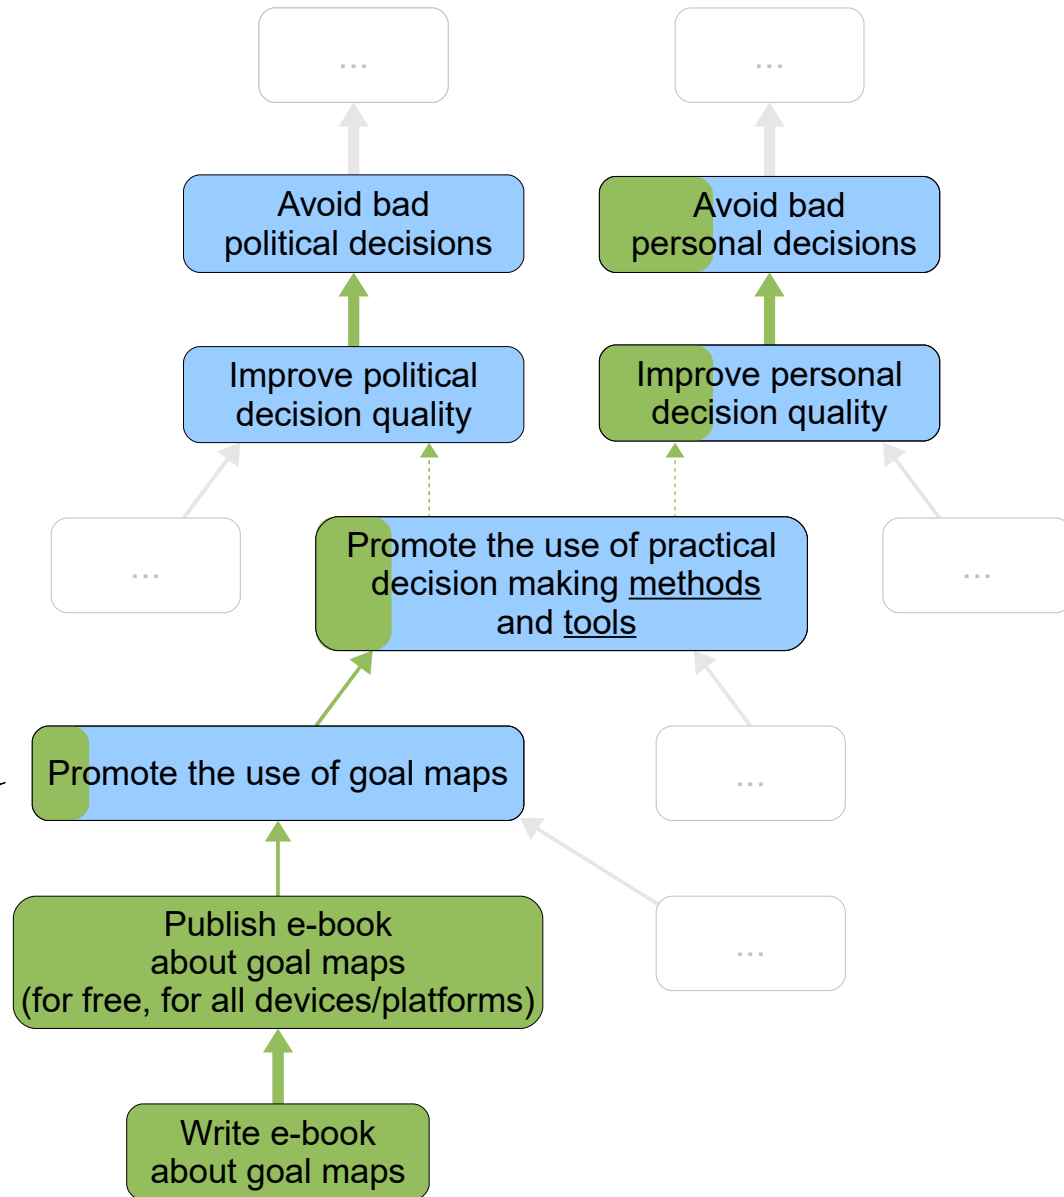 ...
...
Avoid bad
political decisions
Avoid bad
personal decisions
Improve political
decision quality
Improve personal
decision quality
...
Promote the use of practical
decision making methods
and tools
...
Promote the use of goal maps
...
Publish e-book
about goal maps
(for free, for all devices/platforms)
...
Write e-book
about goal maps